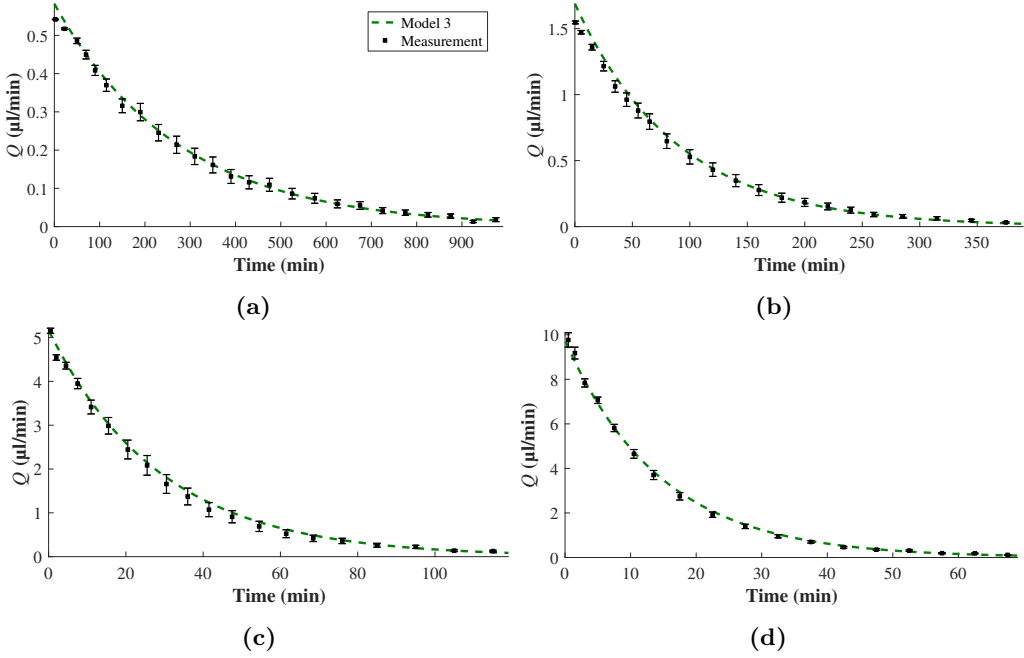 Q (μl/min)
0.5
0.4
0.3
0.2
0.1
0
0 100 200 300 400 500 600 700 800 900
Time (min)
Model 3
Measurement
(a)
Q (μl/min)
1.5
1
0.5
0
0 50 100 150 200 250 300 350
Time (min)
(b)
Q (μl/min)
5
4
3
2
1
0
0 20 40 60 80 100
Time (min)
(c)
Q (μl/min)
10
8
6
4
2
0
0 10 20 30 40 50 60
Time (min)
(d)